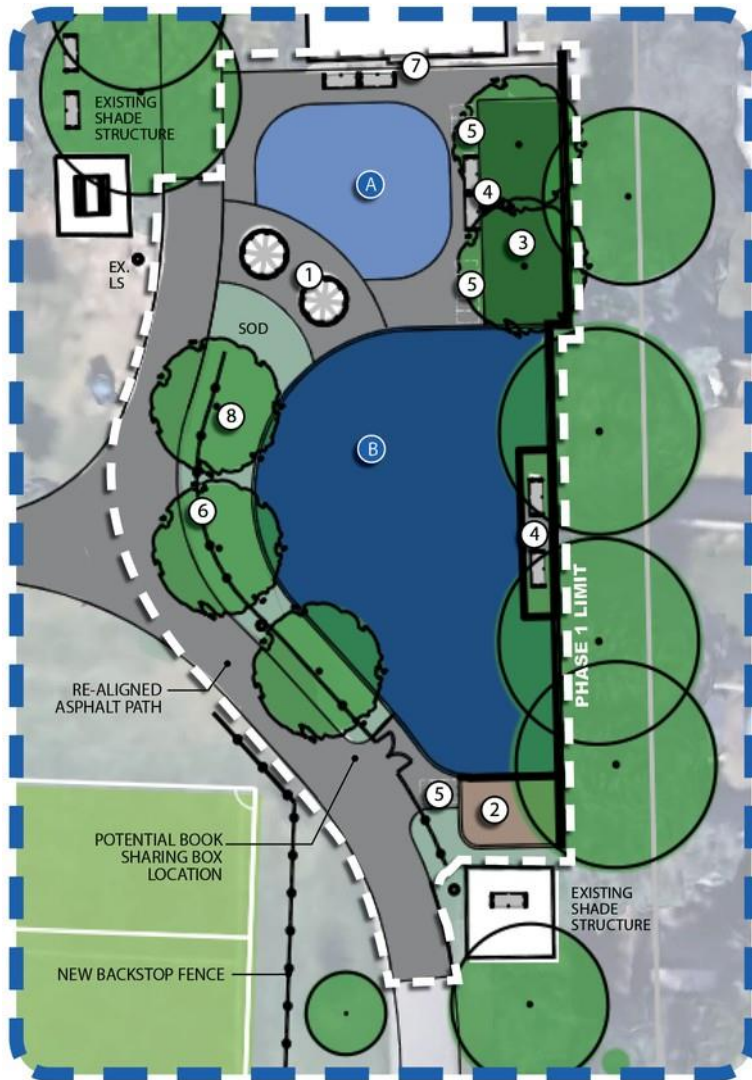 7
EXISTING
SHADE
STRUCTURE
5
A
4
3
EX.
LS
1
5
SOD
8
B
6
4
PHASE 1 LIMIT
RE-ALIGNED
ASPHALT PATH
5
2
POTENTIAL BOOK
SHARING BOX
LOCATION
EXISTING
SHADE
STRUCTURE
NEW BACKSTOP FENCE